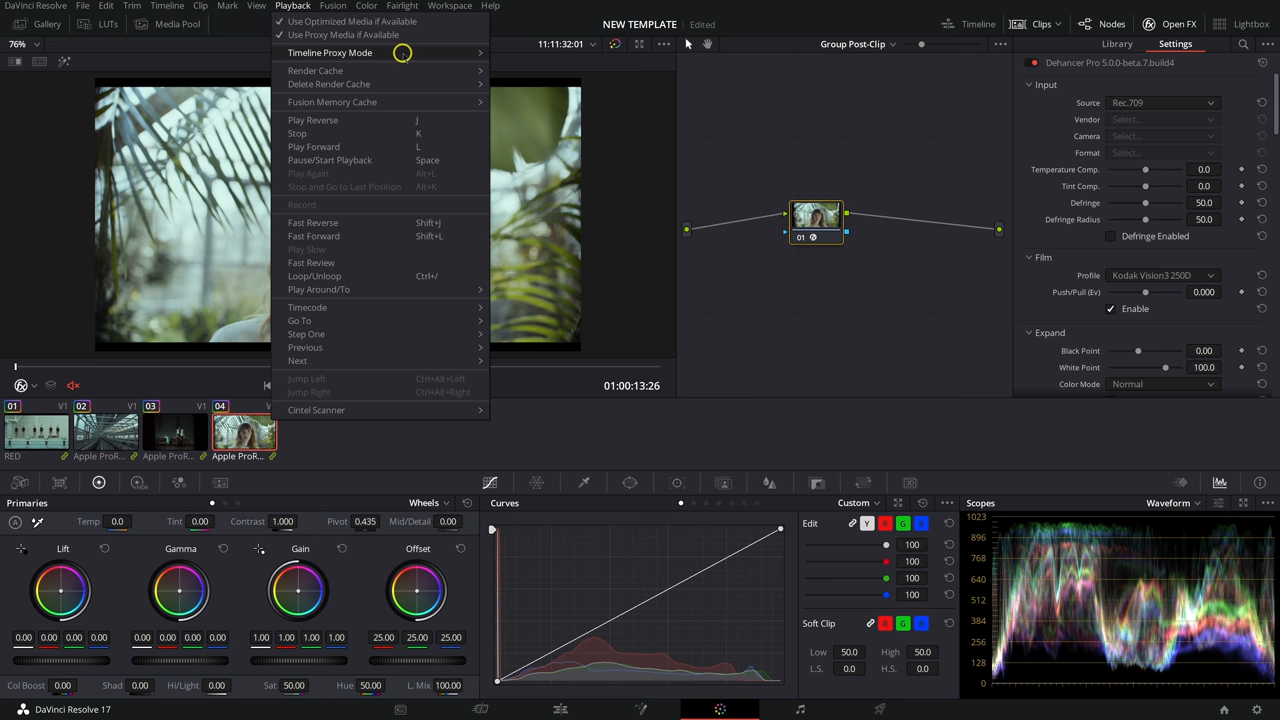 DaVinci Resolve File Edit Trim Timeline Clip Mark View Playback Fusion Color Fairlight Workspace Help
Gallery LUTs Media Pool NEW TEMPLATE Edited Timeline Clips Nodes Open FX Lightbox
76% 11:11:32:01 Group Post-Clip Library Settings
Use Optimized Media if Available
Use Proxy Media if Available
Timeline Proxy Mode
Render Cache
Delete Render Cache
Fusion Memory Cache
Play Reverse J
Stop K
Play Forward L
Pause/Start Playback Space
Play Again Alt+L
Stop and Go to Last Position Alt+K
Record
Fast Reverse Shift+J
Fast Forward Shift+L
Play Slow
Fast Review
Loop/Unloop Ctrl+/
Play Around/To
Timecode
Go To
Step One
Previous
Next
Jump Left Ctrl+Alt+Left
Jump Right Ctrl+Alt+Right
Cintel Scanner
01
Dehancer Pro 5.0.0-beta.7.build4
Input
Source Rec.709
Vendor Select...
Camera Select...
Format Select...
Temperature Comp. 0.0
Tint Comp. 0.0
Defringe 50.0
Defringe Radius 50.0
Defringe Enabled
Film
Profile Kodak Vision3 250D
Push/Pull (Ev) 0.000
Enable
Expand
Black Point 0.00
White Point 100.0
Color Mode Normal
01:00:13:26
01 V1 02 V1 03 V1 04
RED Apple ProR... Apple ProR... Apple ProR...
Primaries Wheels Curves Custom Scopes Waveform
A Temp 0.0 Tint 0.00 Contrast 1.000 Pivot 0.435 Mid/Detail 0.00
Lift Gamma Gain Offset
0.00 0.00 0.00 0.00 0.00 0.00 0.00 0.00 1.00 1.00 1.00 1.00 25.00 25.00 25.00
Col Boost 0.00 Shad 0.00 Hi/Light 0.00 Sat 50.00 Hue 50.00 L. Mix 100.00
Edit Y R G B
100
100
100
100
Soft Clip R G B
Low 50.0 High 50.0
L.S. 0.0 H.S. 0.0
1023
896
768
640
512
384
256
128
0
DaVinci Resolve 17